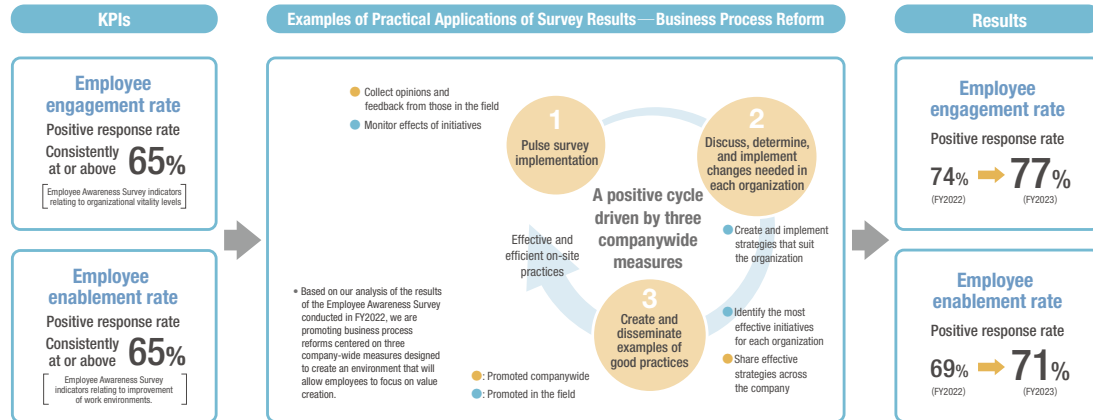 KPIs
Employee
engagement rate
Positive response rate
Consistently
at or above 65%
[Employee Awareness Survey indicators
relating to organizational vitality levels]
Employee
enablement rate
Positive response rate
Consistently
at or above 65%
[Employee Awareness Survey
indicators relating to improvement
of work environments.]
Examples of Practical Applications of Survey Results—Business Process Reform
Collect opinions and
feedback from those in the field
Monitor effects of initiatives
1
Pulse survey
implementation
2
Discuss, determine,
and implement
changes needed in
each organization
A positive cycle
driven by three
companywide
measures
Effective and
efficient on-site
practices
Create and implement
strategies that suit
the organization
3
Create and
disseminate
examples of
good practices
Identify the most
effective initiatives
for each organization
Share effective
strategies across
the company
• Based on our analysis of the results
of the Employee Awareness Survey
conducted in FY2022, we are
promoting business process
reforms centered on three
company-wide measures designed
to create an environment that will
allow employees to focus on value
creation.
: Promoted companywide
: Promoted in the field
Results
Employee
engagement rate
Positive response rate
74% 77%
(FY2022) (FY2023)
Employee
enablement rate
Positive response rate
69% 71%
(FY2022) (FY2023)